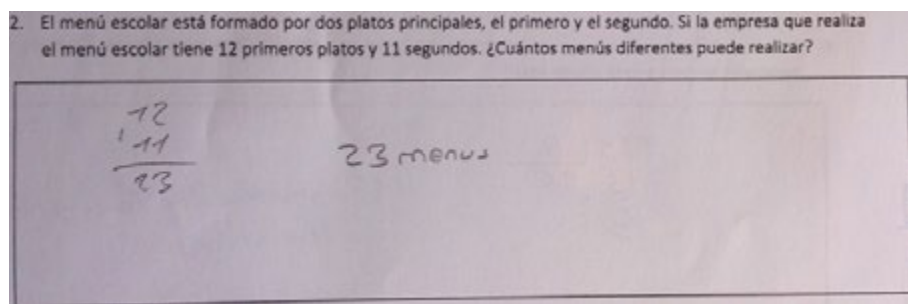 2. El menú escolar está formado por dos platos principales, el primero y el segundo. Si la empresa que realiza
el menú escolar tiene 12 primeros platos y 11 segundos. ¿Cuántos menús diferentes puede realizar?
12
11
23
23 menus